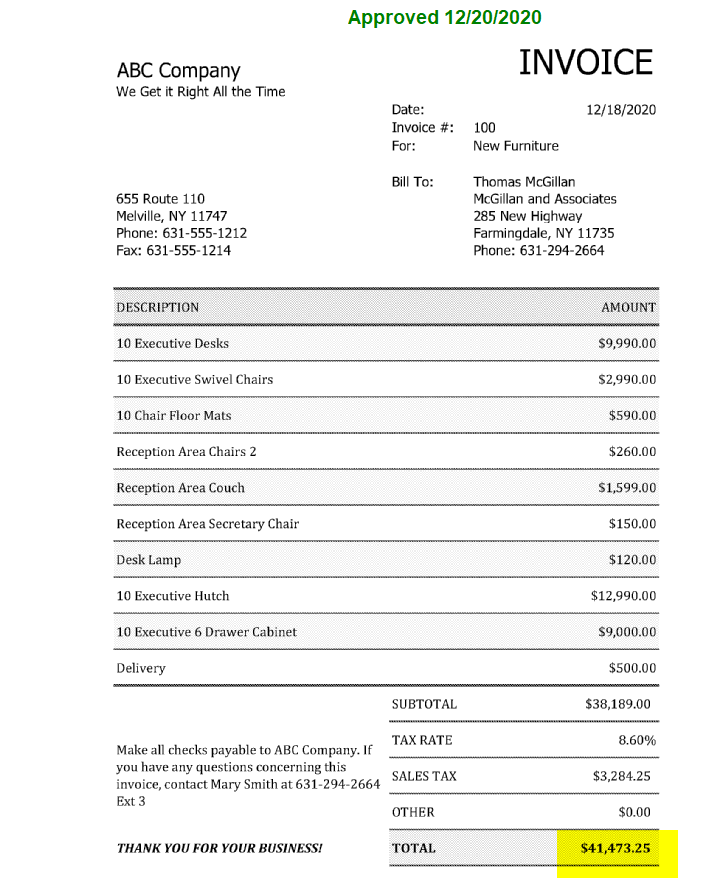 Approved 12/20/2020
INVOICE
ABC Company
We Get it Right All the Time
Date: 12/18/2020
Invoice #: 100
For: New Furniture
Bill To: Thomas McGillan
McGillan and Associates
285 New Highway
Farmingdale, NY 11735
Phone: 631-294-2664
655 Route 110
Melville, NY 11747
Phone: 631-555-1212
Fax: 631-555-1214
DESCRIPTION AMOUNT
10 Executive Desks $9,990.00
10 Executive Swivel Chairs $2,990.00
10 Chair Floor Mats $590.00
Reception Area Chairs 2 $260.00
Reception Area Couch $1,599.00
Reception Area Secretary Chair $150.00
Desk Lamp $120.00
10 Executive Hutch $12,990.00
10 Executive 6 Drawer Cabinet $9,000.00
Delivery $500.00
SUBTOTAL $38,189.00
TAX RATE 8.60%
SALES TAX $3,284.25
OTHER $0.00
TOTAL $41,473.25
Make all checks payable to ABC Company. If
you have any questions concerning this
invoice, contact Mary Smith at 631-294-2664
Ext 3
THANK YOU FOR YOUR BUSINESS!